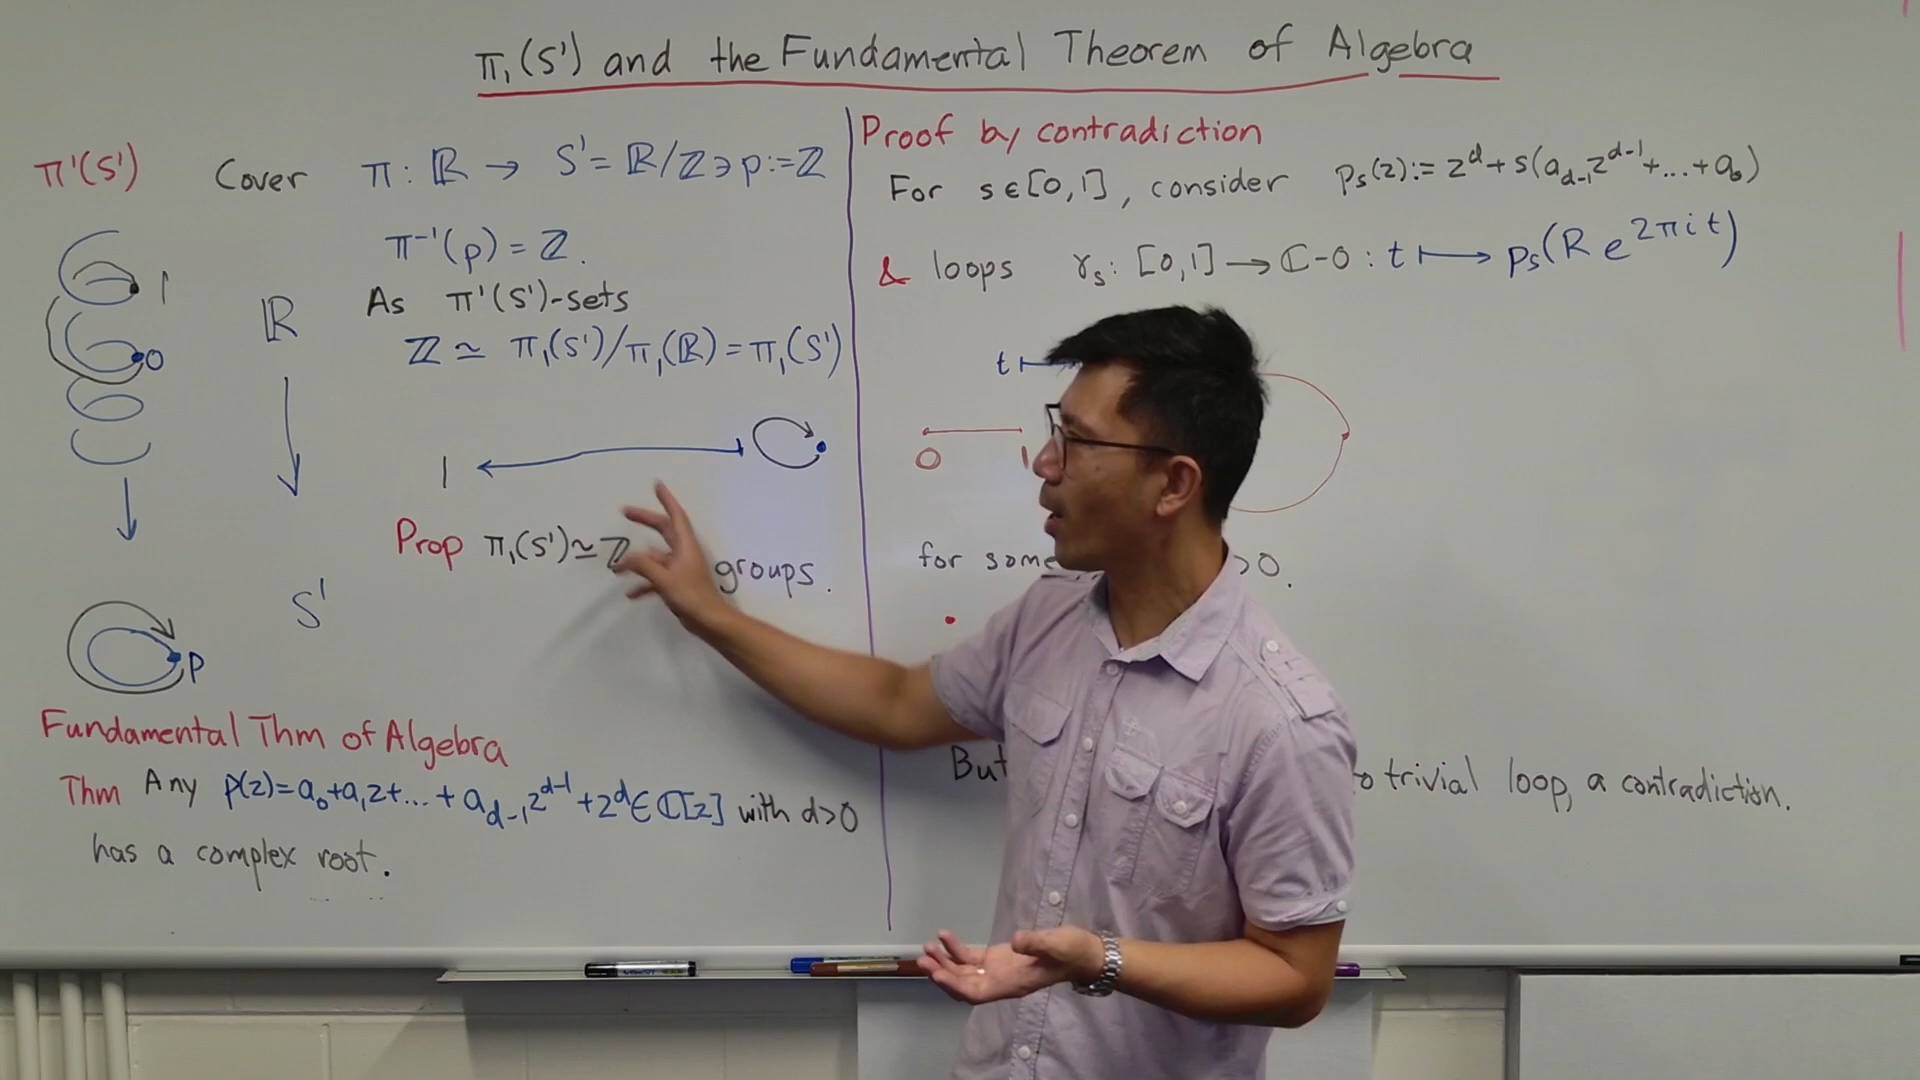 π₁(S¹) and the Fundamental Theorem of Algebra
π¹(S¹) Cover π: ℝ → S¹ = ℝ/ℤ ∋ p := ℤ
π⁻¹(p) = ℤ.
As π¹(S¹)-sets
ℤ ≃ π₁(S¹)/π₁(ℝ) = π₁(S¹)
1
0
ℝ
1
Prop π₁(S¹) ≃ ℤ groups.
S¹
p
Fundamental Thm of Algebra
Thm Any p(z) = a₀+a₁z+...+a_{d-1}z^{d-1}+z^d ∈ ℂ[z] with d>0
has a complex root.
Proof by contradiction
For s∈[0,1], consider p_s(z) := z^d + s(a_{d-1}z^{d-1}+...+a₀)
& loops γ_s: [0,1] → ℂ-0 : t ↦ p_s(R e^{2πit})
t ↦
0 1
for some >0.
But to trivial loop, a contradiction.